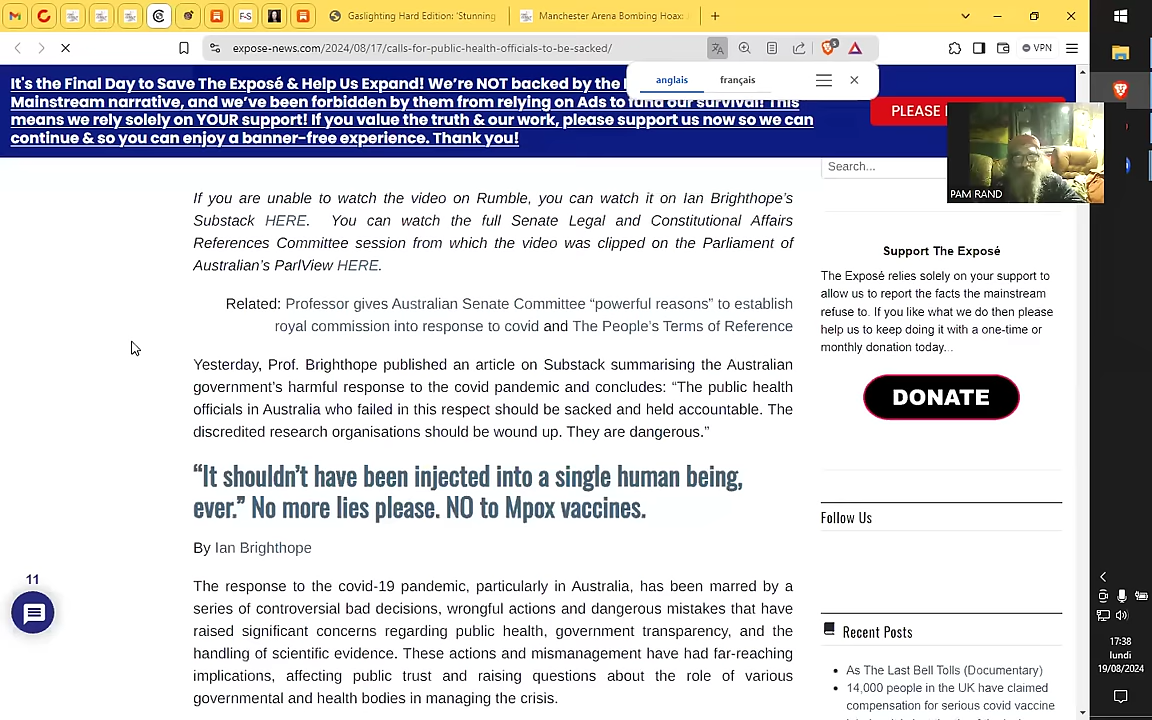 Gaslighting Hard Edition: 'Stunning
Manchester Arena Bombing Hoax:
expose-news.com/2024/08/17/calls-for-public-health-officials-to-be-sacked/
VPN
anglais
français
It's the Final Day to Save The Exposé & Help Us Expand! We're NOT backed by the
Mainstream narrative, and we've been forbidden by them from relying on Ads to fund our survival! This
means we rely solely on YOUR support! If you value the truth & our work, please support us now so we can
continue & so you can enjoy a banner-free experience. Thank you!
PLEASE
PAM RAND
Search...
If you are unable to watch the video on Rumble, you can watch it on Ian Brighthope's
Substack HERE. You can watch the full Senate Legal and Constitutional Affairs
References Committee session from which the video was clipped on the Parliament of
Australian's ParlView HERE.
Related: Professor gives Australian Senate Committee “powerful reasons” to establish
royal commission into response to covid and The People's Terms of Reference
Yesterday, Prof. Brighthope published an article on Substack summarising the Australian
government's harmful response to the covid pandemic and concludes: “The public health
officials in Australia who failed in this respect should be sacked and held accountable. The
discredited research organisations should be wound up. They are dangerous.”
“It shouldn't have been injected into a single human being,
ever.” No more lies please. NO to Mpox vaccines.
By Ian Brighthope
The response to the covid-19 pandemic, particularly in Australia, has been marred by a
series of controversial bad decisions, wrongful actions and dangerous mistakes that have
raised significant concerns regarding public health, government transparency, and the
handling of scientific evidence. These actions and mismanagement have had far-reaching
implications, affecting public trust and raising questions about the role of various
governmental and health bodies in managing the crisis.
11
Support The Exposé
The Exposé relies solely on your support to
allow us to report the facts the mainstream
refuse to. If you like what we do then please
help us to keep doing it with a one-time or
monthly donation today...
DONATE
Follow Us
Recent Posts
As The Last Bell Tolls (Documentary)
14,000 people in the UK have claimed
compensation for serious covid vaccine
17:38
lundi
19/08/2024